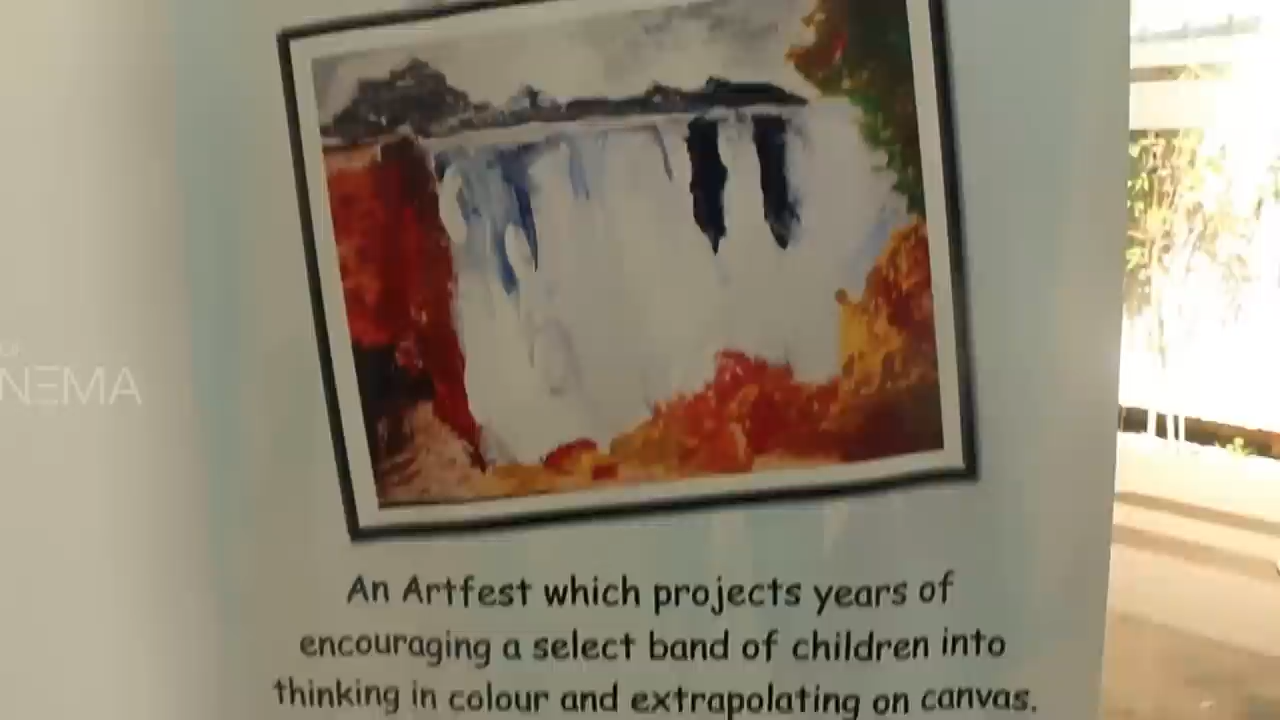 NEMA
An Artfest which projects years of
encouraging a select band of children into
thinking in colour and extrapolating on canvas.